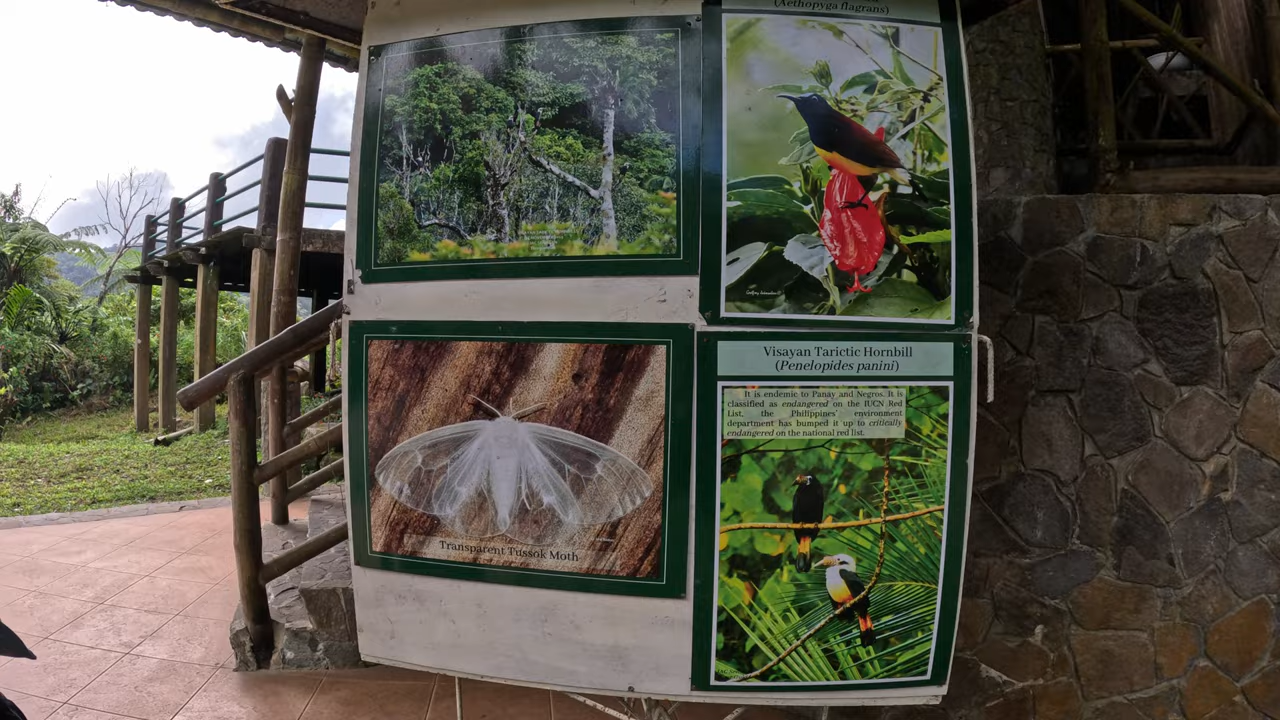 (Aethopyga flagrans)
Transparent Tussok Moth
Visayan Tarictic Hornbill
(Penelopides panini)
It is endemic to Panay and Negros. It is
classified as endangered on the IUCN Red
List, the Philippines' environment
department has bumped it up to critically
endangered on the national red list.